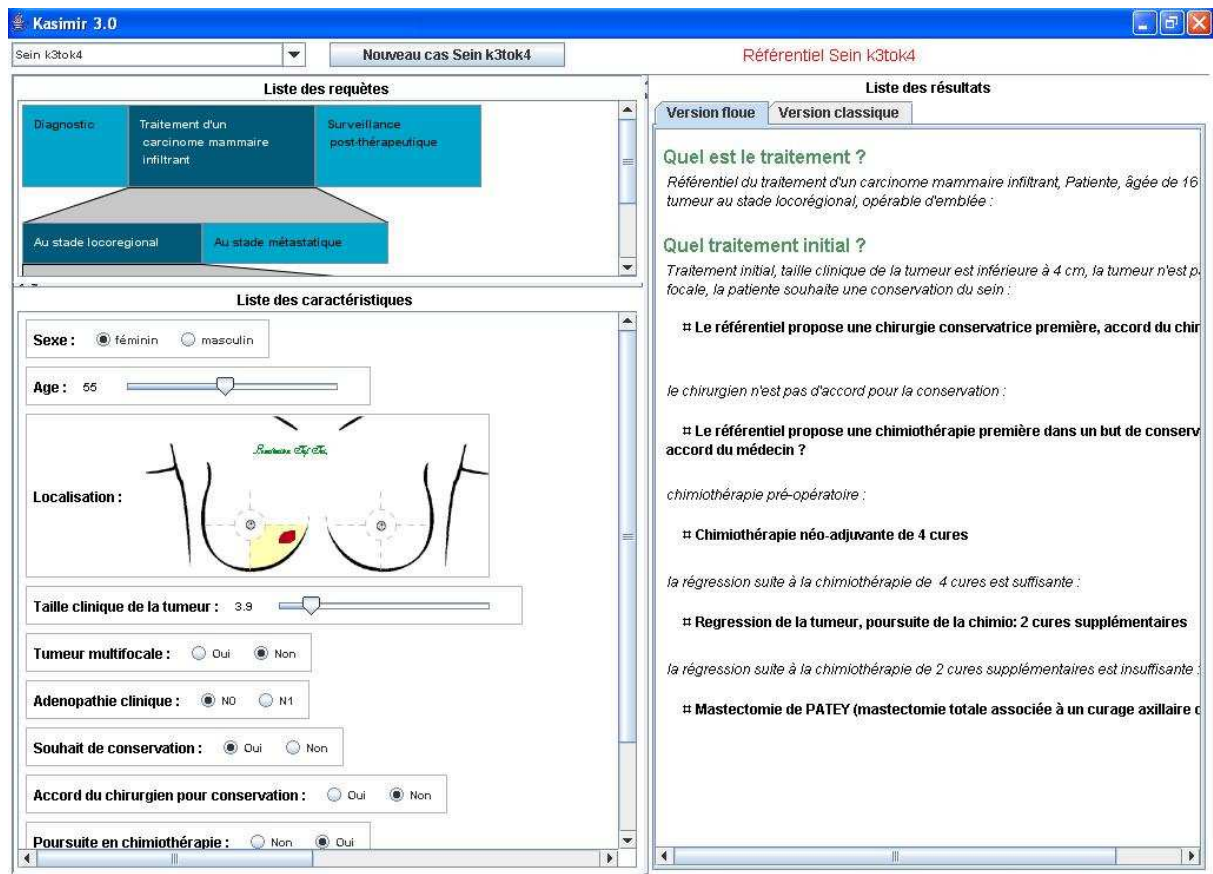 Kasimir 3.0
Sein k3tok4
Nouveau cas Sein k3tok4
Référentiel Sein k3tok4
Liste des requêtes
Diagnostic
Traitement d'un
carcinome mammaire
infiltrant
Surveillance
post-thérapeutique
Au stade locoregional
Au stade métastatique
Liste des caractéristiques
Sexe :
féminin
masculin
Age : 55
Localisation :
Taille clinique de la tumeur : 3.9
Tumeur multifocale : Oui Non
Adenopathie clinique : N0 N1
Souhait de conservation : Oui Non
Accord du chirurgien pour conservation : Oui Non
Poursuite en chimiothérapie : Non Oui
Liste des résultats
Version floue
Version classique
Quel est le traitement ?
Référentiel du traitement d'un carcinome mammaire infiltrant, Patiente, âgée de 16
tumeur au stade locorégional, opérable d'emblée :
Quel traitement initial ?
Traitement initial, taille clinique de la tumeur est inférieure à 4 cm, la tumeur n'est p
focale, la patiente souhaite une conservation du sein :
⌗ Le référentiel propose une chirurgie conservatrice première, accord du chir
le chirurgien n'est pas d'accord pour la conservation :
⌗ Le référentiel propose une chimiothérapie première dans un but de conserv
accord du médecin ?
chimiothérapie pré-opératoire :
⌗ Chimiothérapie néo-adjuvante de 4 cures
la régression suite à la chimiothérapie de 4 cures est suffisante :
⌗ Regression de la tumeur, poursuite de la chimio: 2 cures supplémentaires
la régression suite à la chimiothérapie de 2 cures supplémentaires est insuffisante :
⌗ Mastectomie de PATEY (mastectomie totale associée à un curage axillaire